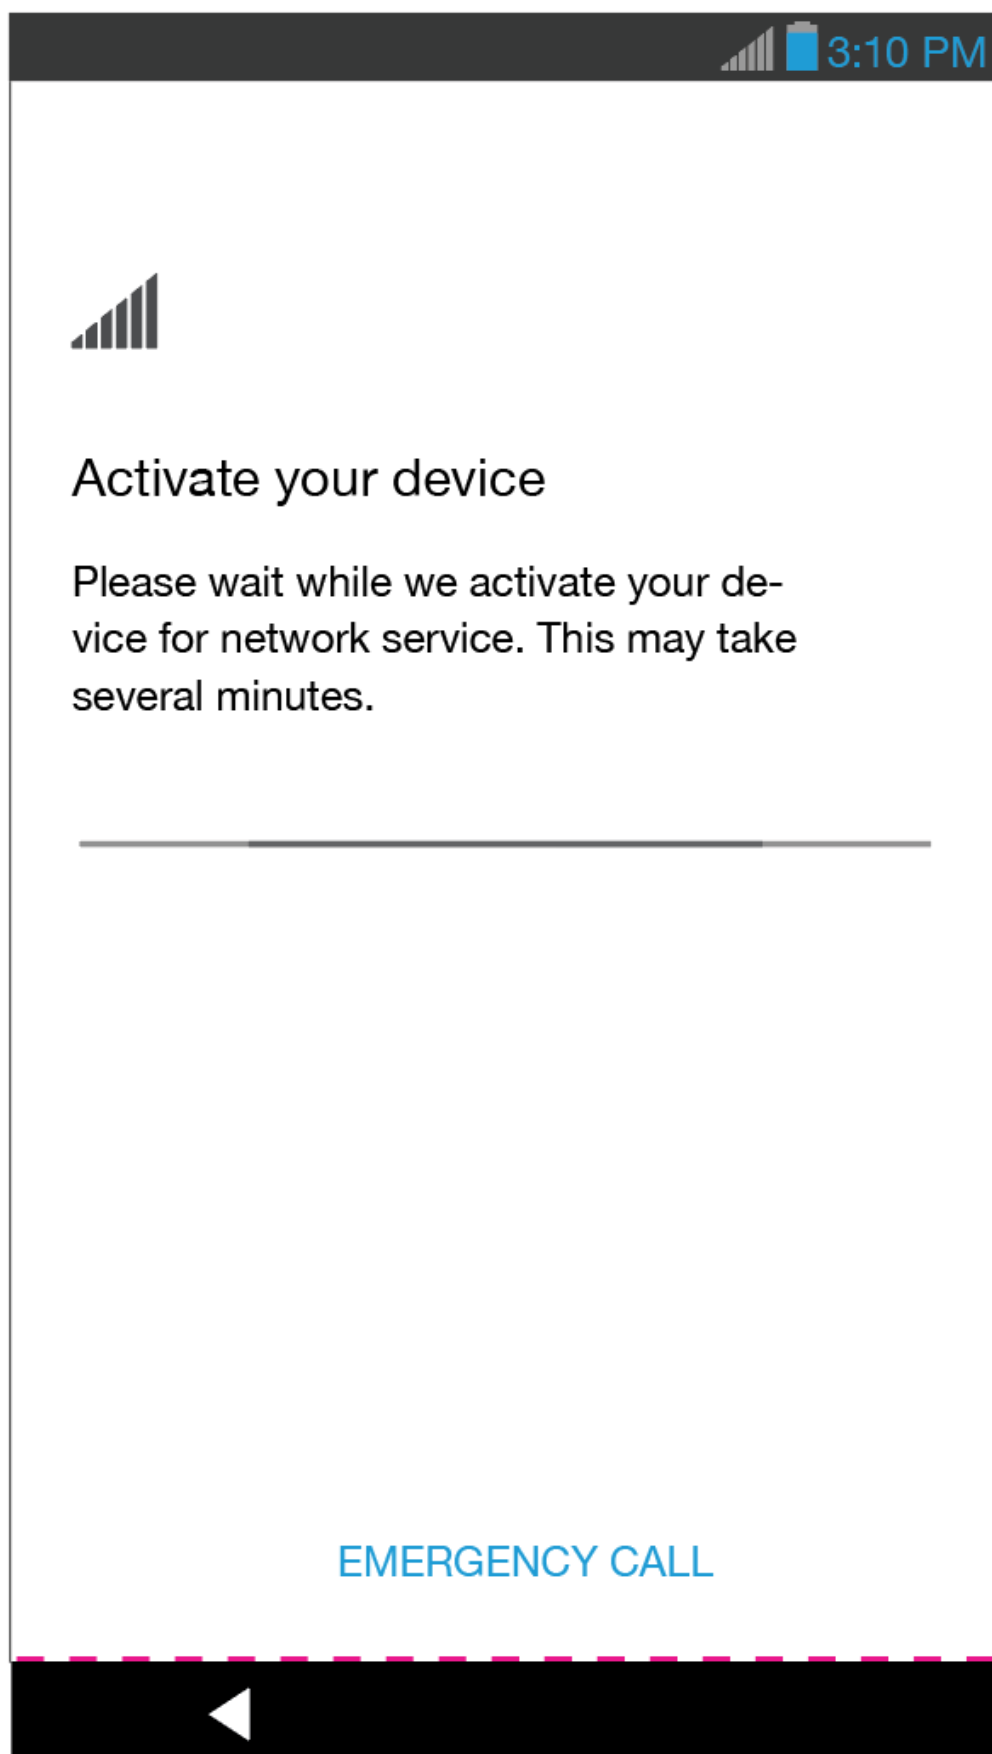 3:10 PM
Activate your device
Please wait while we activate your de-
vice for network service. This may take
several minutes.
EMERGENCY CALL